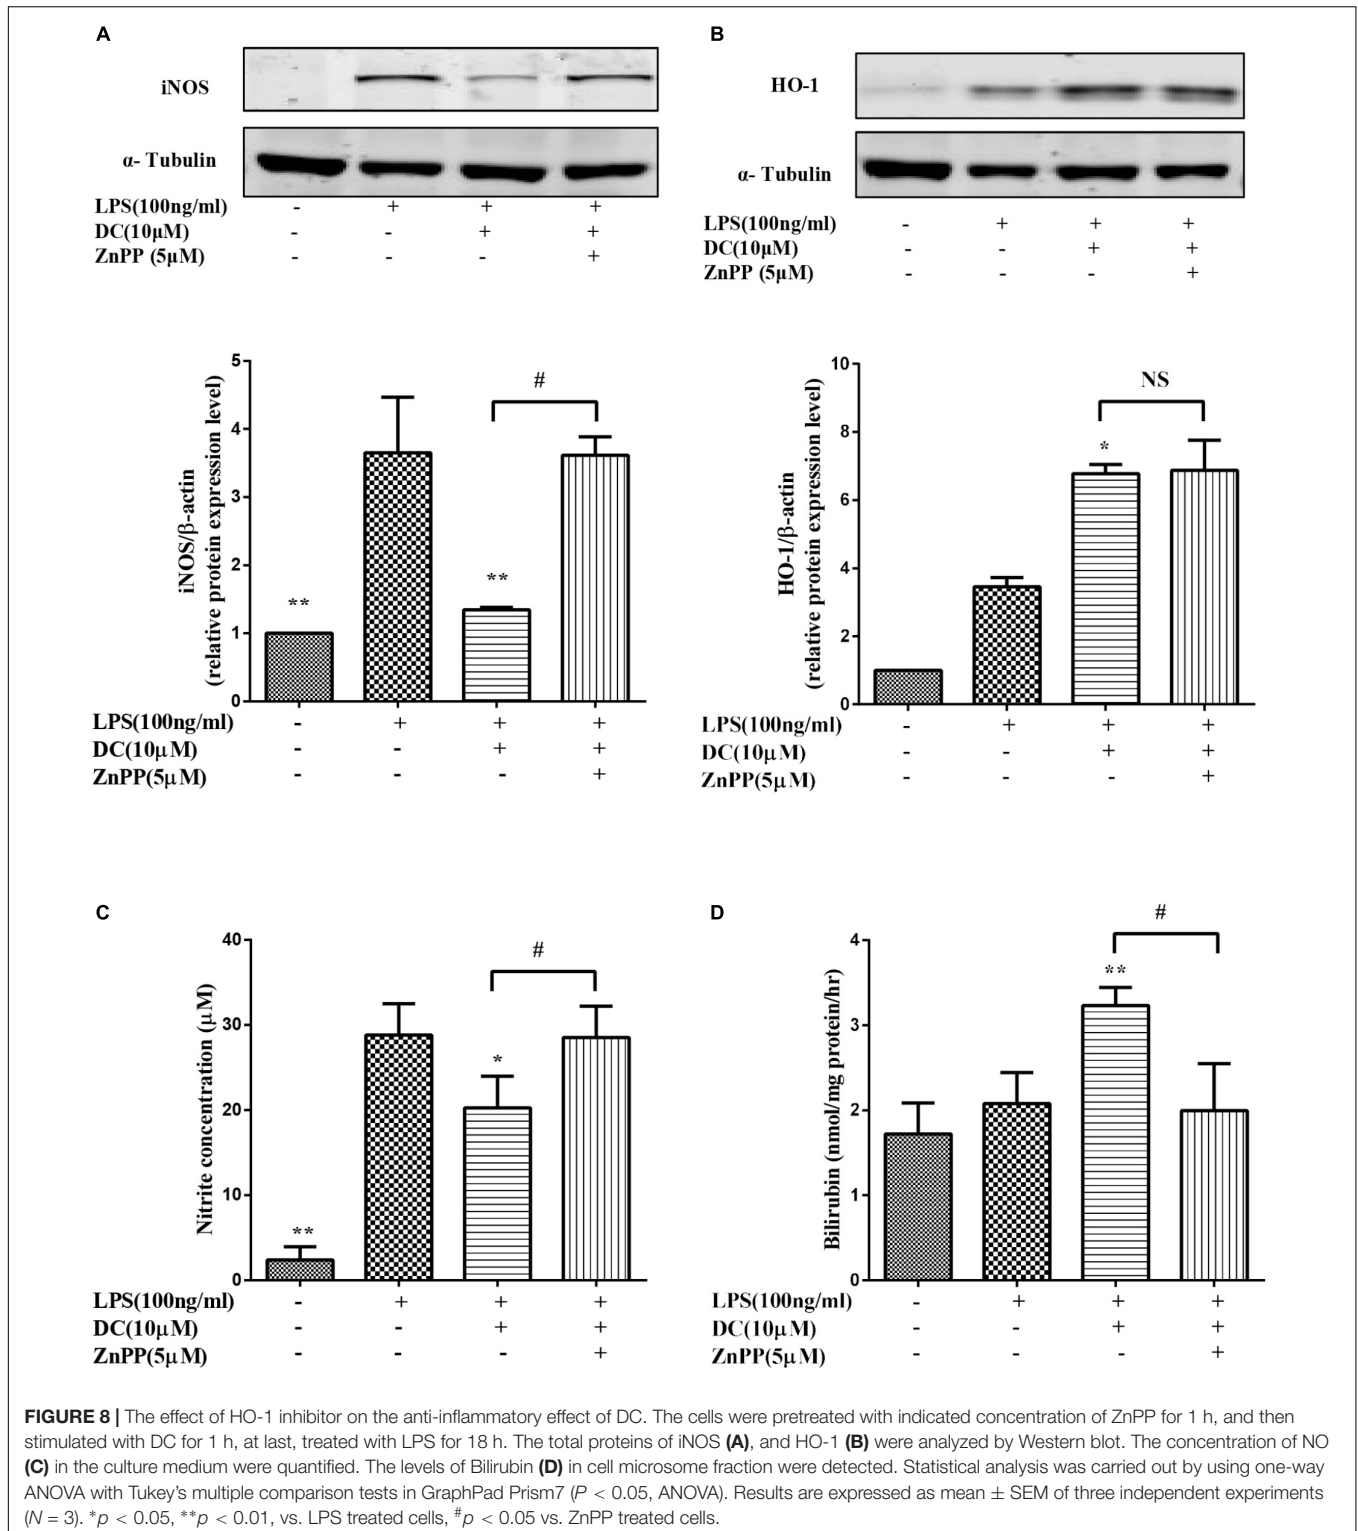 A
iNOS
α- Tubulin
LPS(100ng/ml) - + + +
DC(10μM) - - + +
ZnPP (5μM) - - - +
B
HO-1
α- Tubulin
LPS(100ng/ml) - + + +
DC(10μM) - - + +
ZnPP (5μM) - - - +
iNOS/β-actin
(relative protein expression level)
5
4
3
2
1
0
**
**
#
LPS(100ng/ml) - + + +
DC(10μM) - - + +
ZnPP(5μM) - - - +
HO-1/β-actin
(relative protein expression level)
10
8
6
4
2
0
*
NS
LPS(100ng/ml) - + + +
DC(10μM) - - + +
ZnPP(5μM) - - - +
C
Nitrite concentration (μM)
40
30
20
10
0
**
*
#
LPS(100ng/ml) - + + +
DC(10μM) - - + +
ZnPP(5μM) - - - +
D
Bilirubin (nmol/mg protein/hr)
4
3
2
1
0
**
#
LPS(100ng/ml) - + + +
DC(10μM) - - + +
ZnPP(5μM) - - - +
FIGURE 8 | The effect of HO-1 inhibitor on the anti-inflammatory effect of DC. The cells were pretreated with indicated concentration of ZnPP for 1 h, and then
stimulated with DC for 1 h, at last, treated with LPS for 18 h. The total proteins of iNOS (A), and HO-1 (B) were analyzed by Western blot. The concentration of NO
(C) in the culture medium were quantified. The levels of Bilirubin (D) in cell microsome fraction were detected. Statistical analysis was carried out by using one-way
ANOVA with Tukey's multiple comparison tests in GraphPad Prism7 (P < 0.05, ANOVA). Results are expressed as mean ± SEM of three independent experiments
(N = 3). *p < 0.05, **p < 0.01, vs. LPS treated cells, #p < 0.05 vs. ZnPP treated cells.